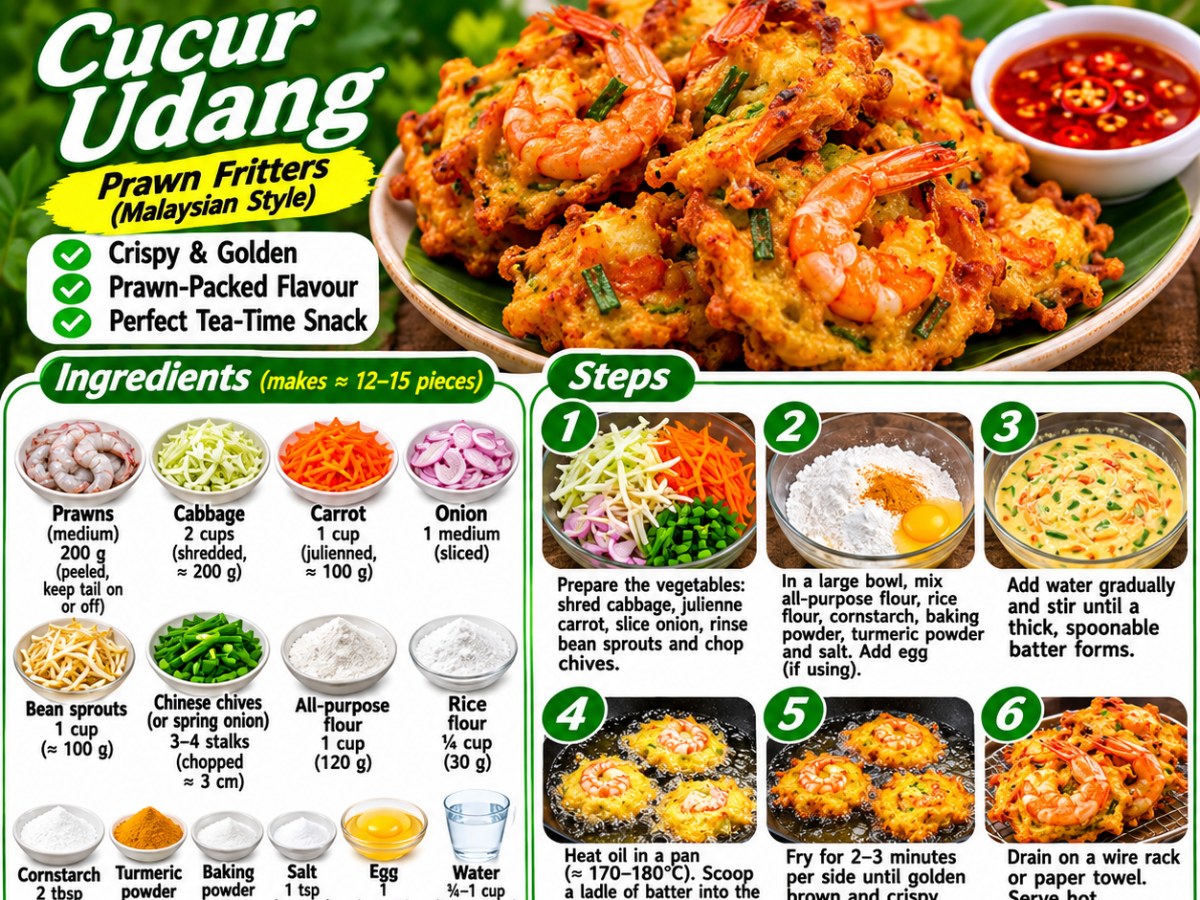 Cucur
Udang
Prawn Fritters
(Malaysian Style)
Crispy & Golden
Prawn-Packed Flavour
Perfect Tea-Time Snack
Ingredients (makes ≈ 12–15 pieces)
Prawns
(medium)
200 g
(peeled,
keep tail on
or off)
Cabbage
2 cups
(shredded,
≈ 200 g)
Carrot
1 cup
(julienned,
≈ 100 g)
Onion
1 medium
(sliced)
Bean sprouts
1 cup
(≈ 100 g)
Chinese chives
(or spring onion)
3–4 stalks
(chopped
≈ 3 cm)
All-purpose
flour
1 cup
(120 g)
Rice
flour
¼ cup
(30 g)
Cornstarch
2 tbsp
Turmeric
powder
Baking
powder
Salt
1 tsp
Egg
1
Water
¾–1 cup
Steps
1
Prepare the vegetables:
shred cabbage, julienne
carrot, slice onion, rinse
bean sprouts and chop
chives.
2
In a large bowl, mix
all-purpose flour, rice
flour, cornstarch, baking
powder, turmeric powder
and salt. Add egg
(if using).
3
Add water gradually
and stir until a
thick, spoonable
batter forms.
4
Heat oil in a pan
(≈ 170–180°C). Scoop
a ladle of batter into the
5
Fry for 2–3 minutes
per side until golden
brown and crispy
6
Drain on a wire rack
or paper towel.
Serve hot